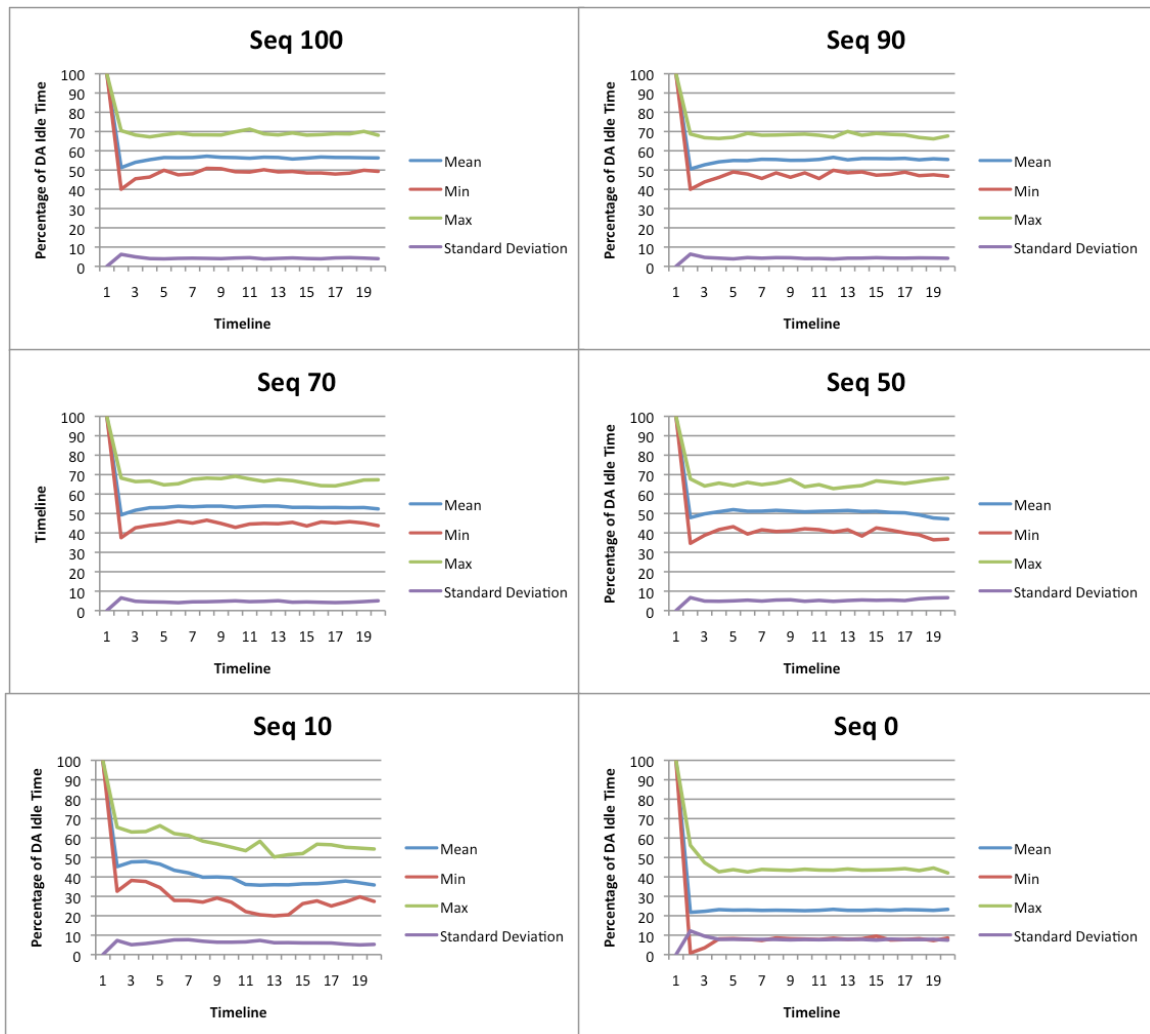 Seq 100
Percentage of DA Idle Time
100
90
80
70
60
50
40
30
20
10
0
1 3 5 7 9 11 13 15 17 19
Timeline
Mean
Min
Max
Standard Deviation
Seq 90
Percentage of DA Idle Time
100
90
80
70
60
50
40
30
20
10
0
1 3 5 7 9 11 13 15 17 19
Timeline
Mean
Min
Max
Standard Deviation
Seq 70
Timeline
100
90
80
70
60
50
40
30
20
10
0
1 3 5 7 9 11 13 15 17 19
Timeline
Mean
Min
Max
Standard Deviation
Seq 50
Percentage of DA Idle Time
100
90
80
70
60
50
40
30
20
10
0
1 3 5 7 9 11 13 15 17 19
Timeline
Mean
Min
Max
Standard Deviation
Seq 10
Percentage of DA Idle Time
100
90
80
70
60
50
40
30
20
10
0
1 3 5 7 9 11 13 15 17 19
Timeline
Mean
Min
Max
Standard Deviation
Seq 0
Percentage of DA Idle Time
100
90
80
70
60
50
40
30
20
10
0
1 3 5 7 9 11 13 15 17 19
Timeline
Mean
Min
Max
Standard Deviation